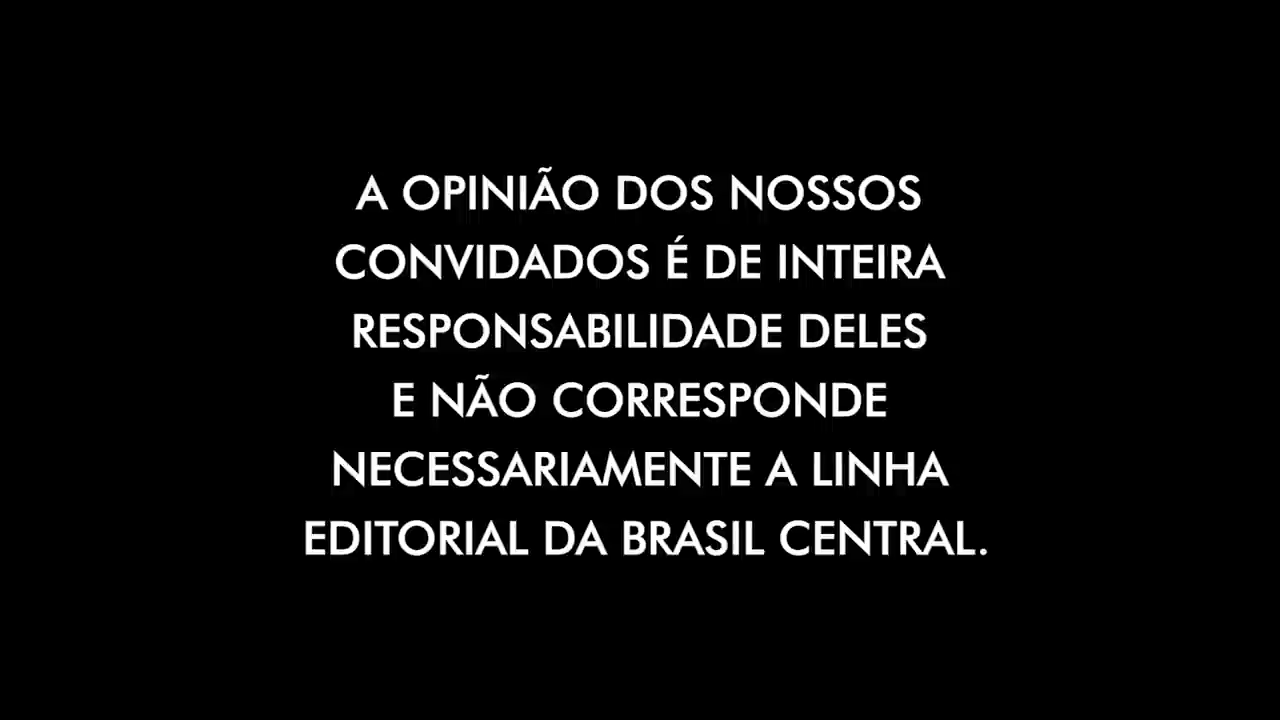 A OPINIÃO DOS NOSSOS
CONVIDADOS É DE INTEIRA
RESPONSABILIDADE DELES
E NÃO CORRESPONDE
NECESSARIAMENTE A LINHA
EDITORIAL DA BRASIL CENTRAL.